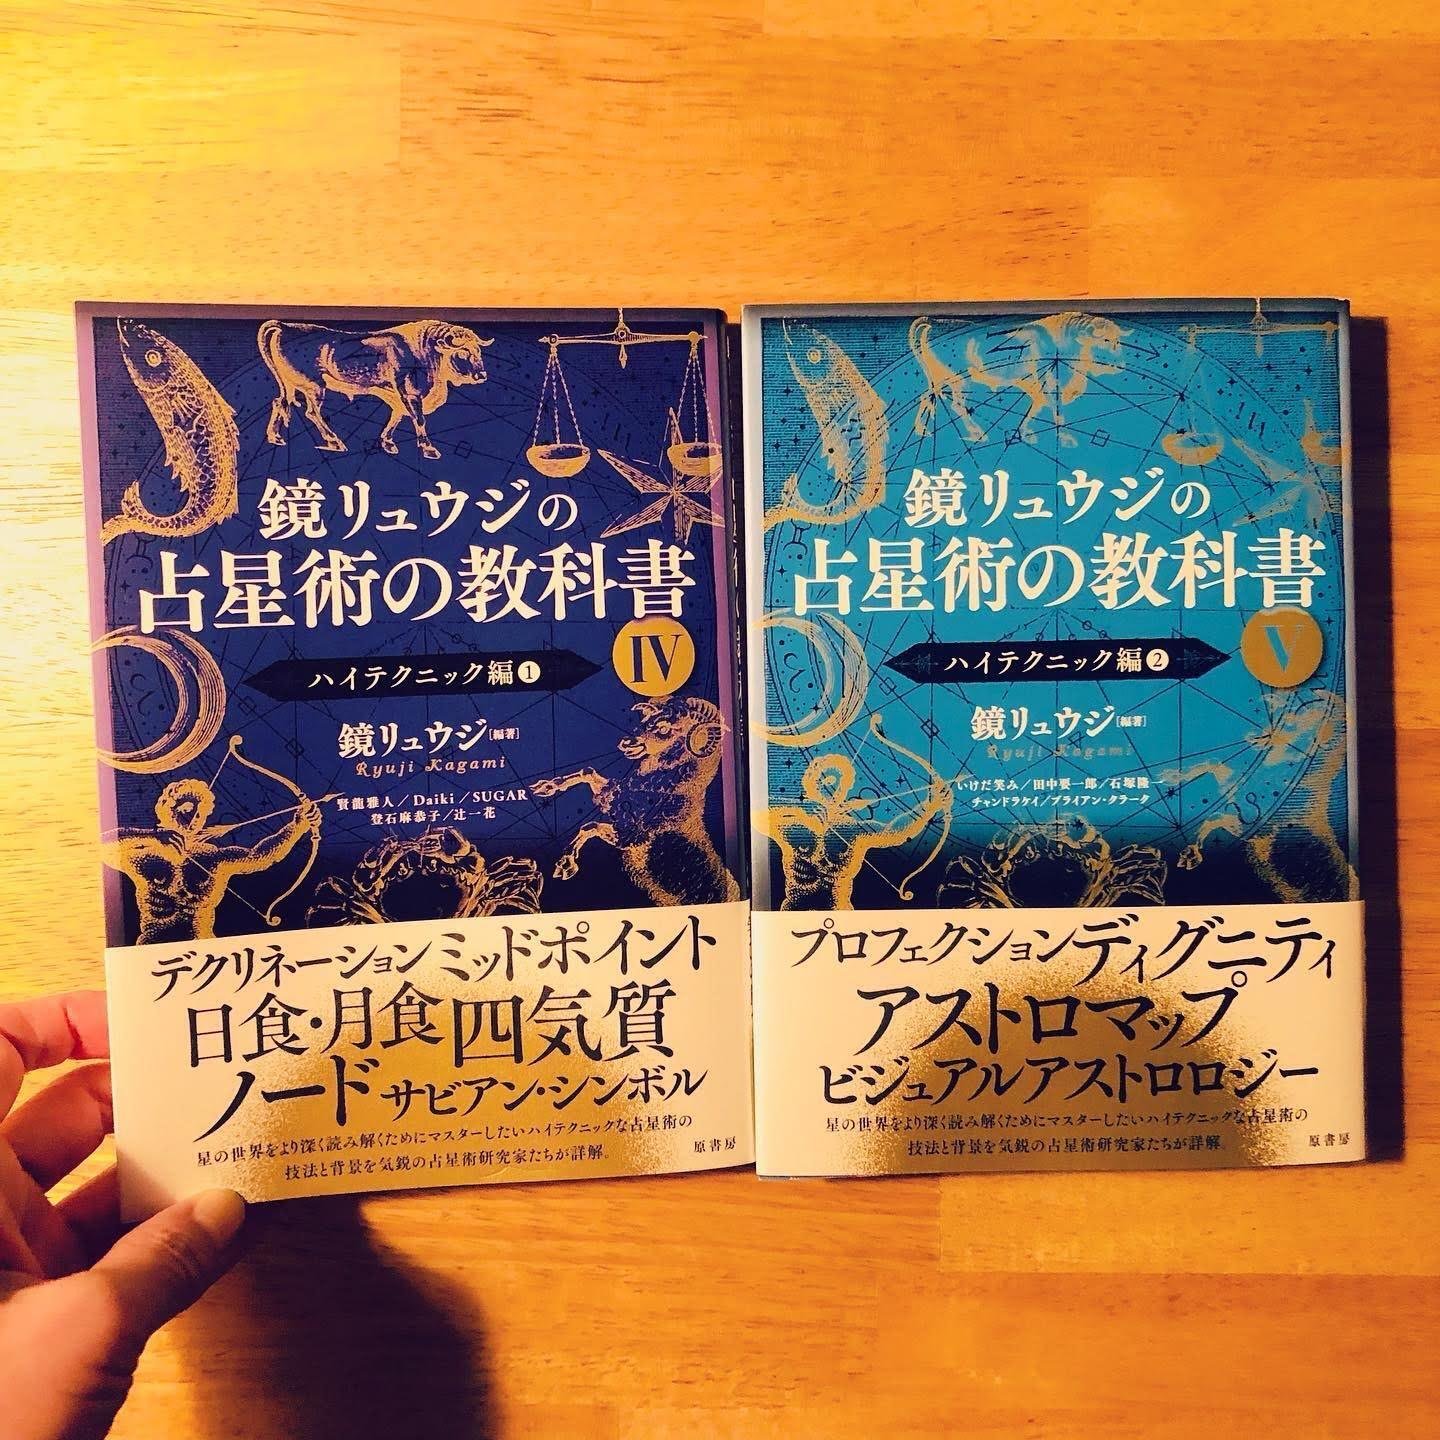 鏡リュウジの
占星術の教科書
IV
ハイテクニック編❶
鏡リュウジ[編著]
Ryuji Kagami
賢龍雅人／Daiki／SUGAR
登石麻恭子／辻一花
デクリネーション ミッドポイント
日食・月食 四気質
ノード サビアン・シンボル
星の世界をより深く読み解くためにマスターしたいハイテクニックな占星術の
技法と背景を気鋭の占星術研究家たちが詳解。
原書房
鏡リュウジの
占星術の教科書
V
ハイテクニック編❷
鏡リュウジ[編著]
Ryuji Kagami
いけだ笑み／田中要一郎／石塚隆一
チャンドラケイ／ブライアン・クラーク
プロフェクション ディグニティ
アストロマップ
ビジュアルアストロロジー
星の世界をより深く読み解くためにマスターしたいハイテクニックな占星術の
技法と背景を気鋭の占星術研究家たちが詳解。
原書房